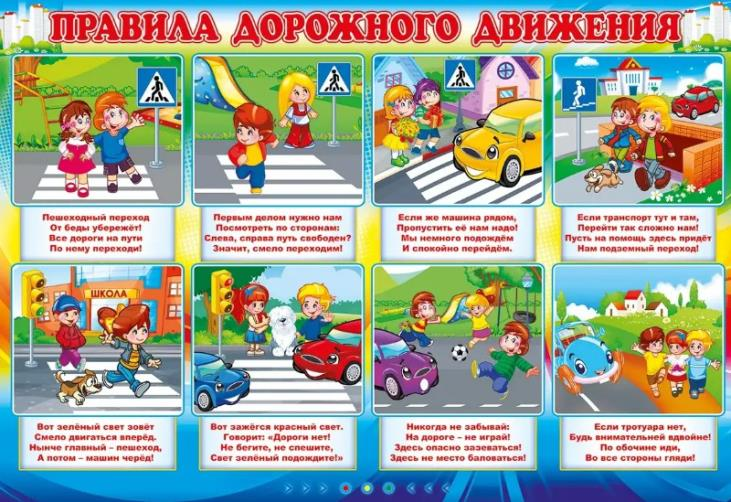 ПРАВИЛА ДОРОЖНОГО ДВИЖЕНИЯ
Пешеходный переход
От беды убережёт!
Все дороги на пути
По нему переходи!
Первым делом нужно нам
Посмотреть по сторонам:
Слева, справа путь свободен?
Значит, смело переходим!
Если же машина рядом,
Пропустить её нам надо!
Мы немного подождём
И спокойно перейдём.
Если транспорт тут и там,
Перейти так сложно нам!
Пусть на помощь здесь придёт
Нам подземный переход!
ШКОЛА
Вот зелёный свет зовёт
Смело двигаться вперёд.
Нынче главный – пешеход,
А потом – машин черёд!
Вот зажёгся красный свет.
Говорит: «Дороги нет!
Не бегите, не спешите,
Свет зелёный подождите!»
Никогда не забывай:
На дороге – не играй!
Здесь опасно зазеваться!
Здесь не место баловаться!
Если тротуара нет,
Будь внимательней вдвойне!
По обочине иди,
Во все стороны гляди!